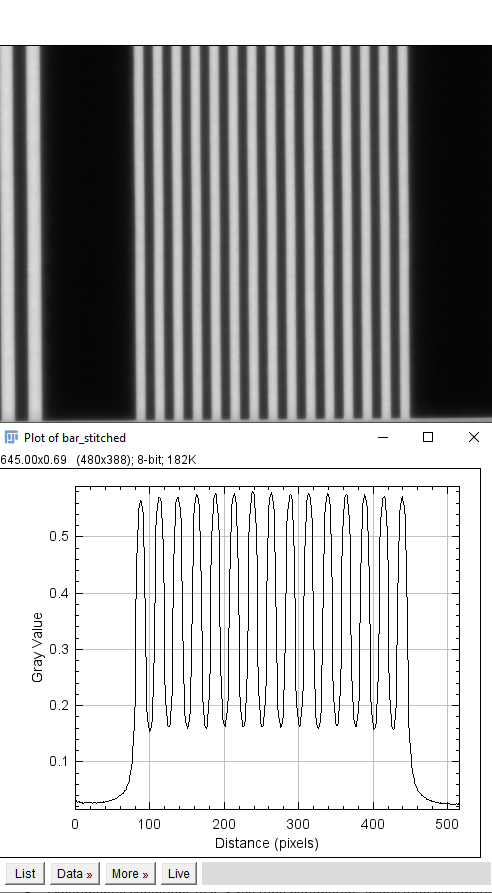 Plot of bar_stitched
645.00x0.69 (480x388); 8-bit; 182K
0.5
0.4
0.3
0.2
0.1
Gray Value
0 100 200 300 400 500
Distance (pixels)
List Data » More » Live